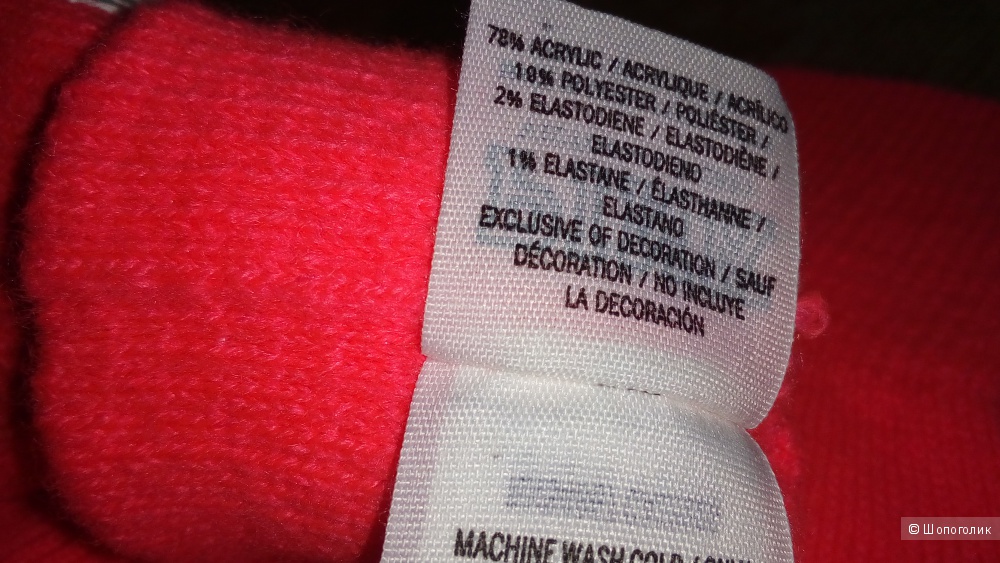 78% ACRYLIC / ACRYLIQUE / ACRÍLICO
10% POLYESTER / POLIÉSTER /
2% ELASTODIENE / ELASTODIÈNE /
ELASTODIENO
1% ELASTANE / ÉLASTHANNE /
ELASTANO
EXCLUSIVE OF DECORATION / SAUF
DÉCORATION / NO INCLUYE
LA DECORACIÓN
MACHINE WASH COLD /
© Шопоголик